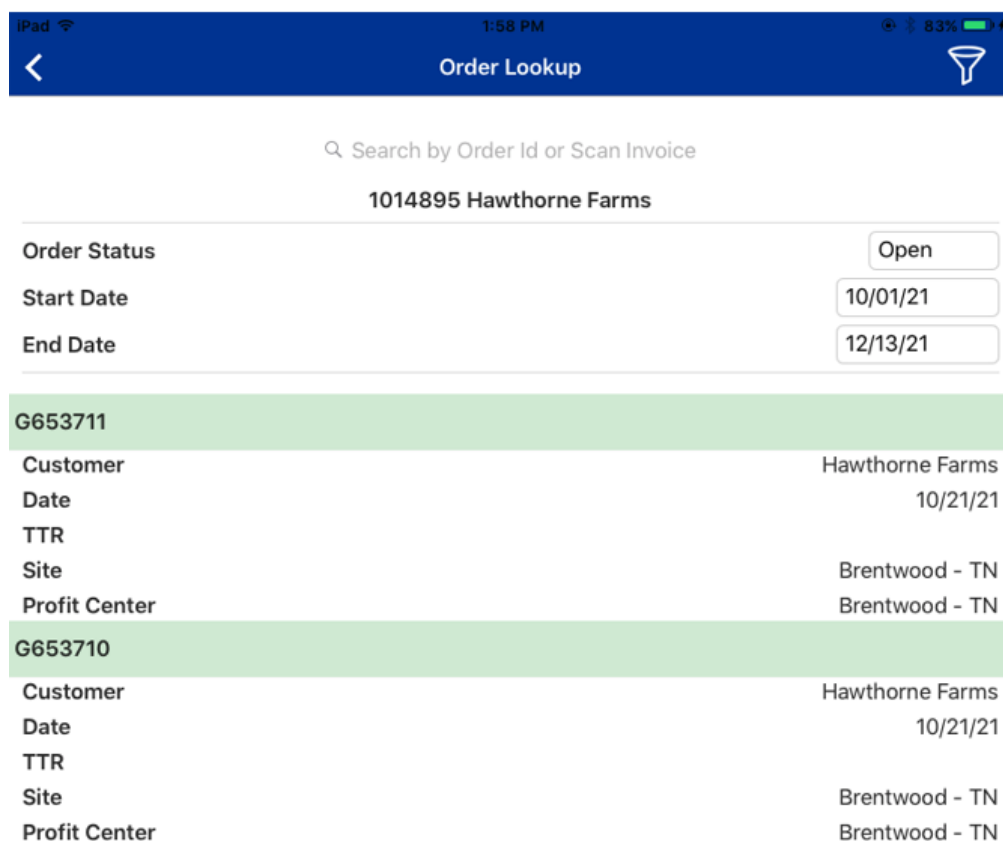 iPad 1:58 PM 83%
Order Lookup
Search by Order Id or Scan Invoice
1014895 Hawthorne Farms
Order Status Open
Start Date 10/01/21
End Date 12/13/21
G653711
Customer Hawthorne Farms
Date 10/21/21
TTR
Site Brentwood - TN
Profit Center Brentwood - TN
G653710
Customer Hawthorne Farms
Date 10/21/21
TTR
Site Brentwood - TN
Profit Center Brentwood - TN